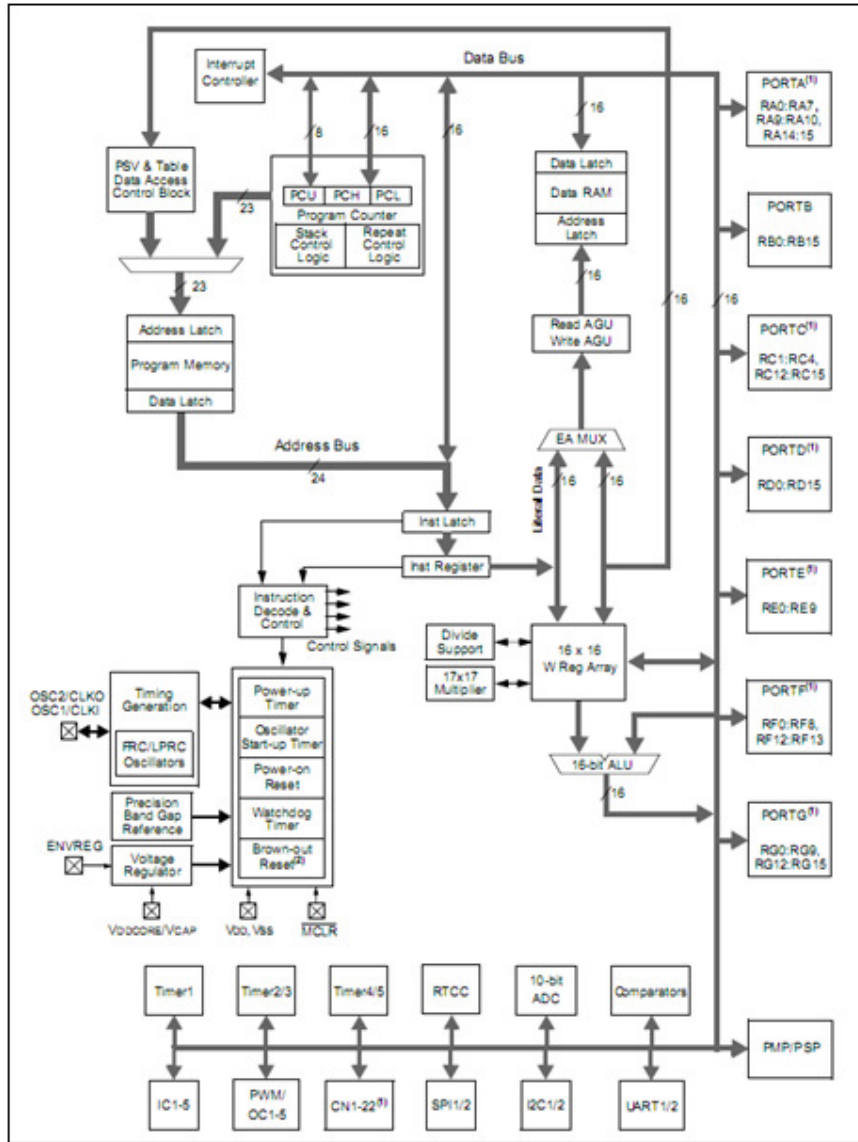 Data Bus
Interrupt
Controller
8
16
16
16
PORTA(1)
RA0:RA7,
RA9:RA10,
RA14:15
PSV & Table
Data Access
Control Block
23
PCU
PCH
PCL
Program Counter
Stack
Control
Logic
Repeat
Control
Logic
Data Latch
Data RAM
Address
Latch
PORTB
RB0:RB15
23
16
16
16
Address Latch
Program Memory
Data Latch
Read AGU
Write AGU
PORTC(1)
RC1:RC4,
RC12:RC15
Address Bus
24
EA MUX
Literal Data
16
16
PORTD(1)
RD0:RD15
Inst Latch
Inst Register
Instruction
Decode &
Control
Control Signals
PORTE(1)
RE0:RE9
Divide
Support
17x17
Multiplier
16 x 16
W Reg Array
OSC2/CLKO
OSC1/CLKI
Timing
Generation
FRC/LPRC
Oscillators
Power-up
Timer
Oscillator
Start-up Timer
Power-on
Reset
Watchdog
Timer
Brown-out
Reset(2)
PORTF(1)
RF0:RF8,
RF12:RF13
16-bit ALU
16
Precision
Band Gap
Reference
ENVREG
Voltage
Regulator
PORTG(1)
RG0:RG9,
RG12:RG15
VDDCORE/VCAP
VDD, VSS
MCLR
Timer1
Timer2/3
Timer4/5
RTCC
10-bit
ADC
Comparators
PMP/PSP
IC1-5
PWM/
OC1-5
CN1-22(1)
SPI1/2
I2C1/2
UART1/2